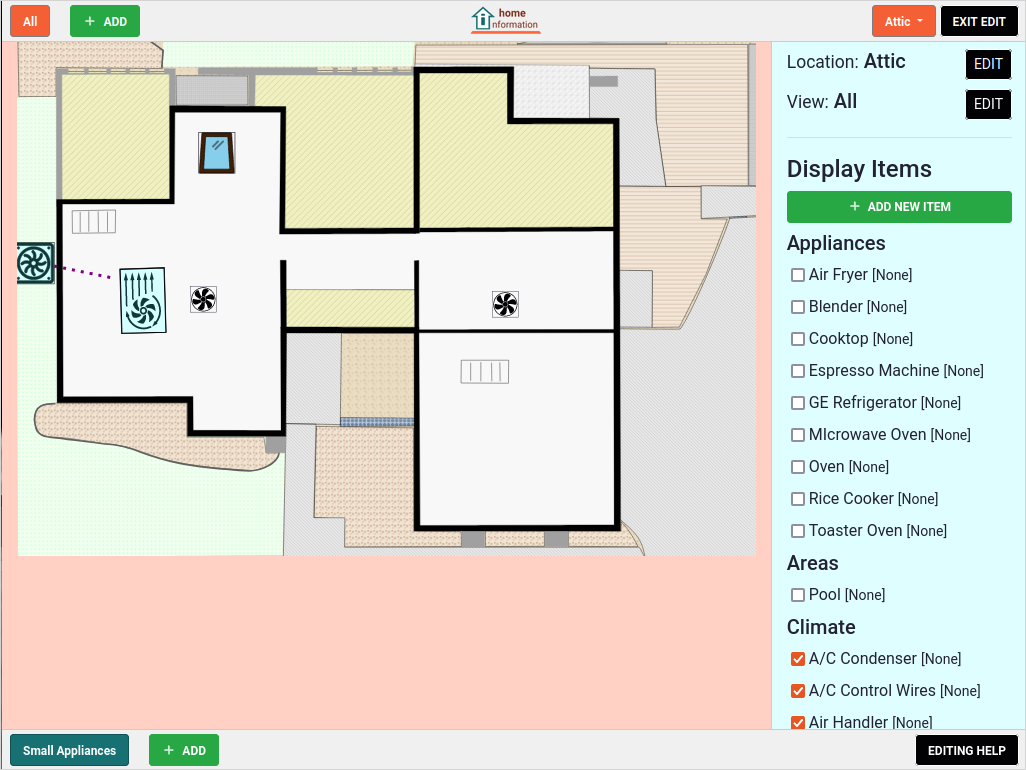 All
ADD
home
nformation
Attic
EXIT EDIT
Location: Attic
EDIT
View: All
EDIT
Display Items
ADD NEW ITEM
Appliances
Air Fryer [None]
Blender [None]
Cooktop [None]
Espresso Machine [None]
GE Refrigerator [None]
MIcrowave Oven [None]
Oven [None]
Rice Cooker [None]
Toaster Oven [None]
Areas
Pool [None]
Climate
A/C Condenser [None]
A/C Control Wires [None]
Air Handler [None]
Small Appliances
ADD
EDITING HELP